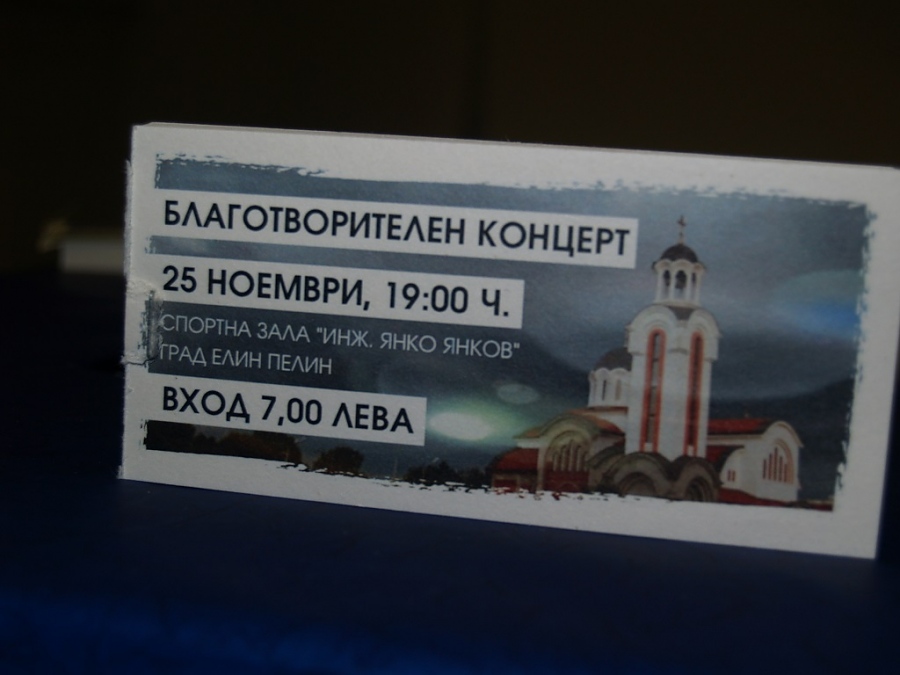 БЛАГОТВОРИТЕЛЕН КОНЦЕРТ
25 НОЕМВРИ, 19:00 Ч.
СПОРТНА ЗАЛА "ИНЖ. ЯНКО ЯНКОВ"
ГРАД ЕЛИН ПЕЛИН
ВХОД 7,00 ЛЕВА